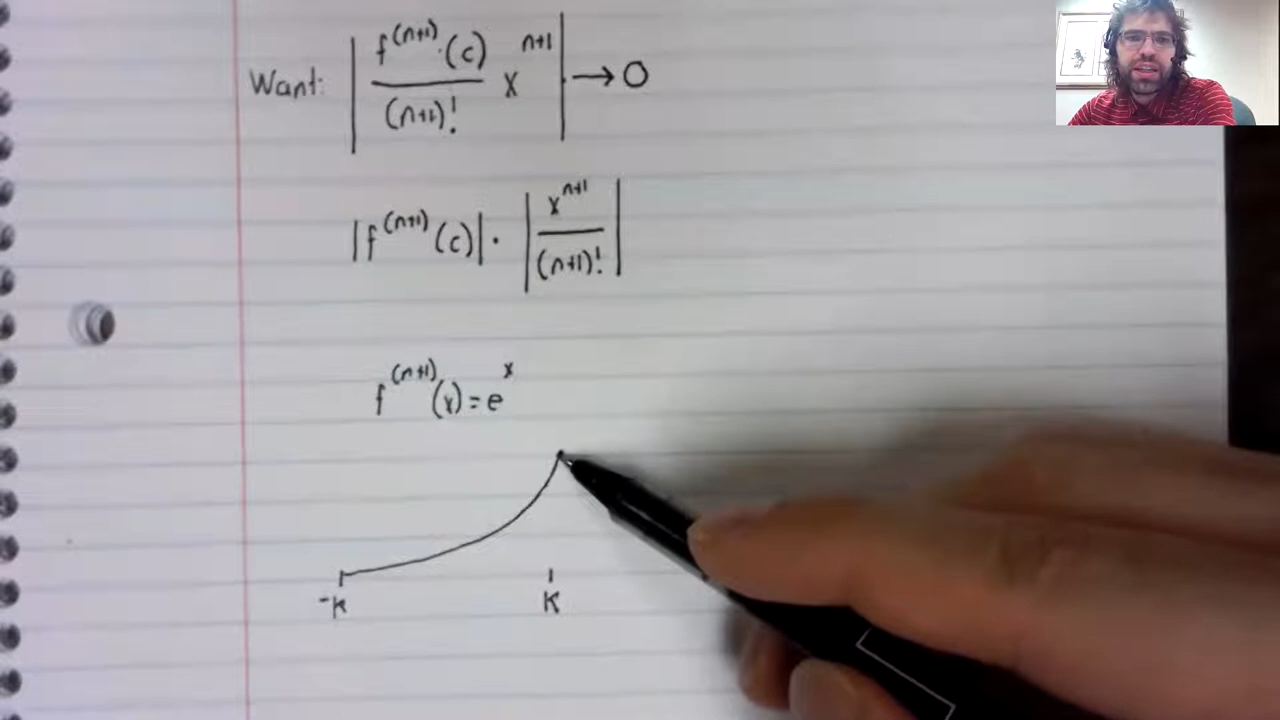 Want: | f^(n+1)(c) / (n+1)! x^n+1 | → 0
|f^(n+1)(c)| · | x^n+1 / (n+1)! |
f^(n+1)(x) = e^x
-K K